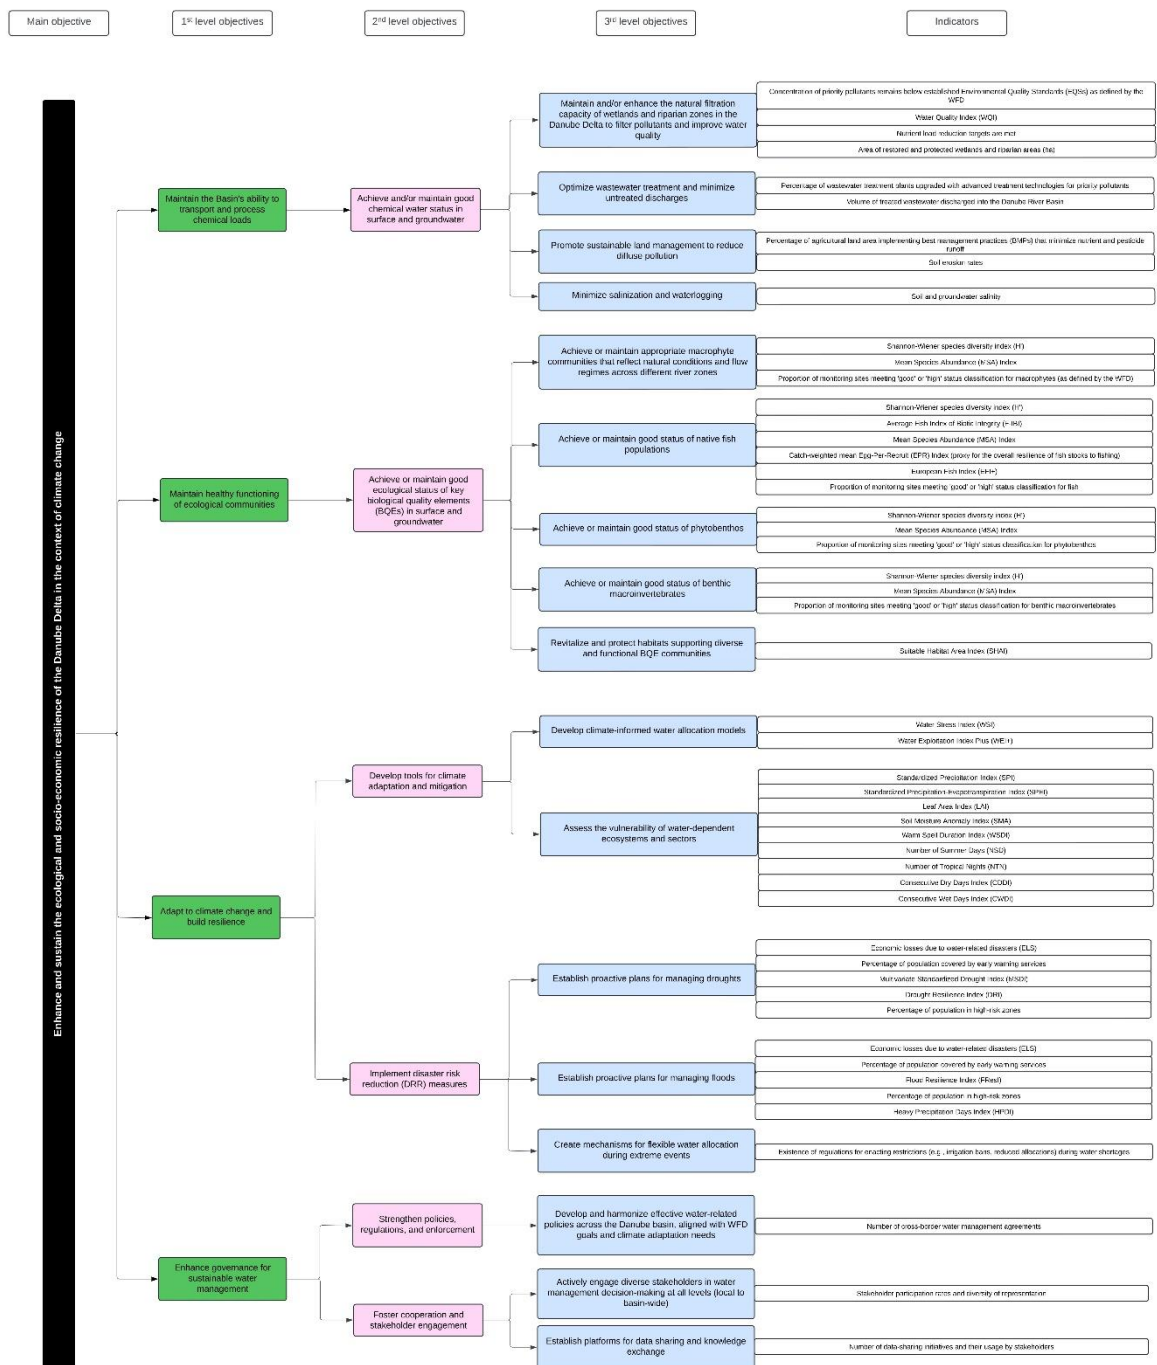 Main objective
1st level objectives
2nd level objectives
3rd level objectives
Indicators
Enhance and sustain the ecological and socio-economic resilience of the Danube Delta in the context of climate change
Maintain the Basin's ability to
transport and process
chemical loads
Achieve and/or maintain good
chemical water status in
surface and groundwater
Maintain and/or enhance the natural filtration
capacity of wetlands and riparian zones in the
Danube Delta to filter pollutants and improve water
quality
Concentration of priority pollutants remains below established Environmental Quality Standards (EQSs) as defined by the
WFD
Water Quality Index (WQI)
Nutrient load reduction targets are met
Area of restored and protected wetlands and riparian areas (ha)
Optimize wastewater treatment and minimize
untreated discharges
Percentage of wastewater treatment plants upgraded with advanced treatment technologies for priority pollutants
Volume of treated wastewater discharged into the Danube River Basin
Promote sustainable land management to reduce
diffuse pollution
Percentage of agricultural land area implementing best management practices (BMPs) that minimize nutrient and pesticide
runoff
Soil erosion rates
Minimize salinization and waterlogging
Soil and groundwater salinity
Maintain healthy functioning
of ecological communities
Achieve or maintain good
ecological status of key
biological quality elements
(BQEs) in surface and
groundwater
Achieve or maintain appropriate macrophyte
communities that reflect natural conditions and flow
regimes across different river zones
Shannon-Wiener species diversity index (H')
Mean Species Abundance (MSA) Index
Proportion of monitoring sites meeting 'good' or 'high' status classification for macrophytes (as defined by the WFD)
Achieve or maintain good status of native fish
populations
Shannon-Wiener species diversity Index (H')
Average Fish Index of Biotic Integrity (F-IBI)
Mean Species Abundance (MSA) Index
Catch-weighted mean Egg-Per-Recruit (EPR) Index (proxy for the overall resilience of fish stocks to fishing)
European Fish Index (EFI+)
Proportion of monitoring sites meeting 'good' or 'high' status classification for fish
Achieve or maintain good status of phytobenthos
Shannon-Wiener species diversity index (H')
Mean Species Abundance (MSA) Index
Proportion of monitoring sites meeting 'good' or 'high' status classification for phytobenthos
Achieve or maintain good status of benthic
macroinvertebrates
Shannon-Wiener species diversity index (H')
Mean Species Abundance (MSA) Index
Proportion of monitoring sites meeting 'good' or 'high' status classification for benthic macroinvertebrates
Revitalize and protect habitats supporting diverse
and functional BQE communities
Suitable Habitat Area Index (SHAI)
Adapt to climate change and
build resilience
Develop tools for climate
adaptation and mitigation
Develop climate-informed water allocation models
Water Stress Index (WSI)
Water Exploitation Index Plus (WEI+)
Assess the vulnerability of water-dependent
ecosystems and sectors
Standardized Precipitation Index (SPI)
Standardized Precipitation-Evapotranspiration Index (SPEI)
Leaf Area Index (LAI)
Soil Moisture Anomaly Index (SMA)
Warm Spell Duration Index (WSDI)
Number of Summer Days (NSD)
Number of Tropical Nights (NTN)
Consecutive Dry Days Index (CDDI)
Consecutive Wet Days Index (CWDI)
Implement disaster risk
reduction (DRR) measures
Establish proactive plans for managing droughts
Economic losses due to water-related disasters (ELS)
Percentage of population covered by early warning services
Multivariate Standardized Drought Index (MSDI)
Drought Resilience Index (DRI)
Percentage of population in high-risk zones
Establish proactive plans for managing floods
Economic losses due to water-related disasters (ELS)
Percentage of population covered by early warning services
Flood Resilience Index (FResI)
Percentage of population in high-risk zones
Heavy Precipitation Days Index (HPDI)
Create mechanisms for flexible water allocation
during extreme events
Existence of regulations for enacting restrictions (e.g., irrigation bans, reduced allocations) during water shortages
Enhance governance for
sustainable water
management
Strengthen policies,
regulations, and enforcement
Develop and harmonize effective water-related
policies across the Danube basin, aligned with WFD
goals and climate adaptation needs
Number of cross-border water management agreements
Foster cooperation and
stakeholder engagement
Actively engage diverse stakeholders in water
management decision-making at all levels (local to
basin-wide)
Stakeholder participation rates and diversity of representation
Establish platforms for data sharing and knowledge
exchange
Number of data-sharing initiatives and their usage by stakeholders